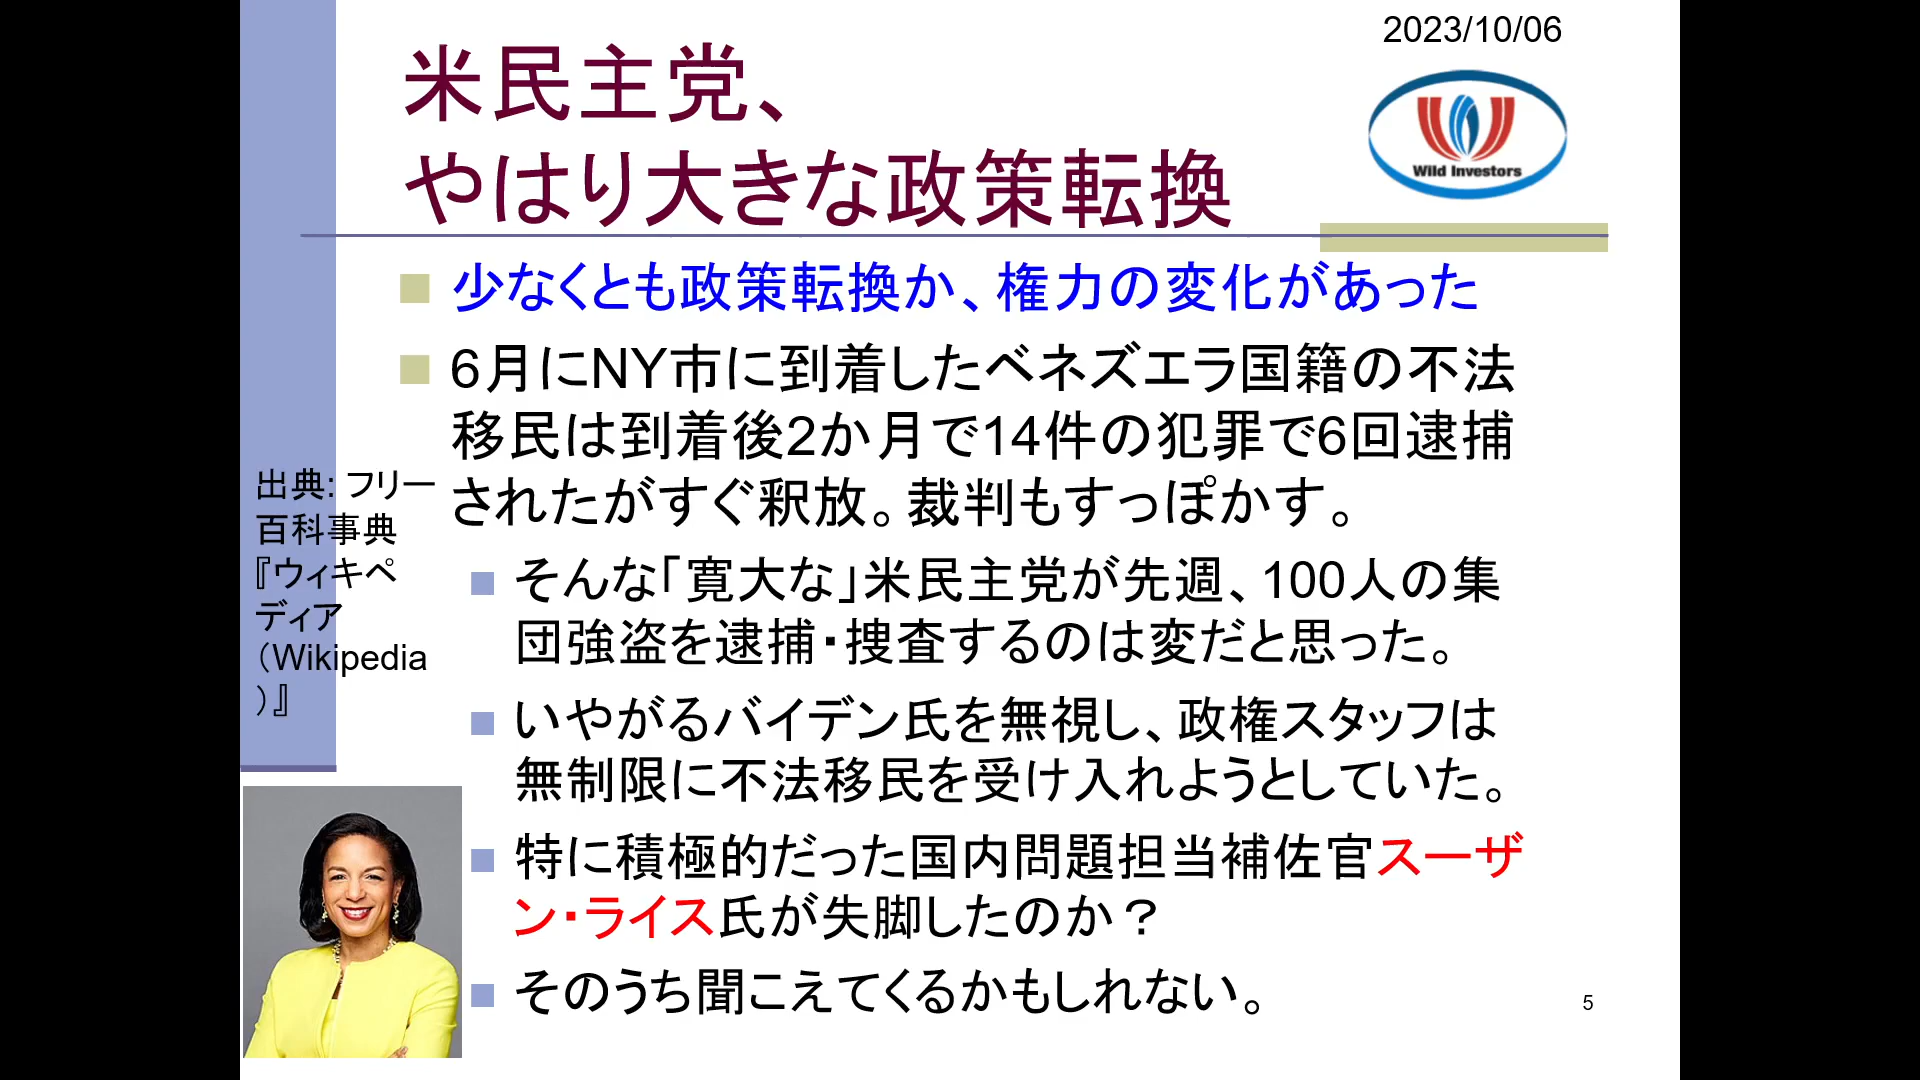 2023/10/06
米民主党、
やはり大きな政策転換
Wild Investors
少なくとも政策転換か、権力の変化があった
6月にNY市に到着したベネズエラ国籍の不法
移民は到着後2か月で14件の犯罪で6回逮捕
されたがすぐ釈放。裁判もすっぽかす。
そんな「寛大な」米民主党が先週、100人の集
団強盗を逮捕・捜査するのは変だと思った。
いやがるバイデン氏を無視し、政権スタッフは
無制限に不法移民を受け入れようとしていた。
特に積極的だった国内問題担当補佐官スーザ
ン・ライス氏が失脚したのか？
そのうち聞こえてくるかもしれない。
出典: フリー
百科事典
『ウィキペ
ディア
（Wikipedia
）』
5